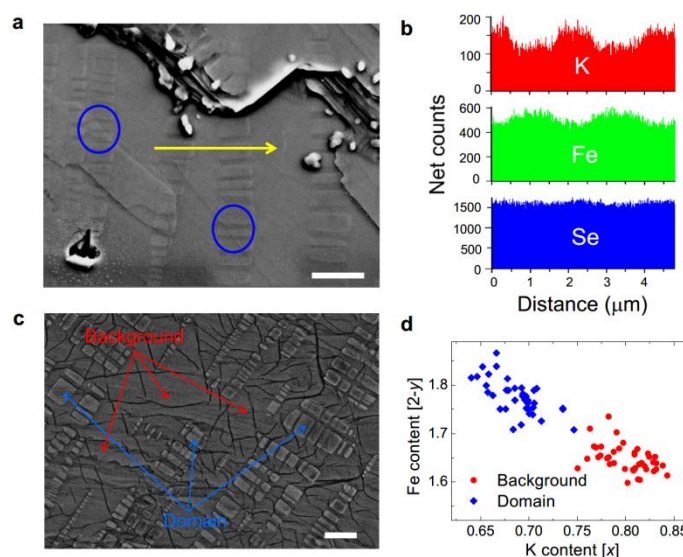 a
b
200
100
0
K
600
400
200
0
Fe
1500
1000
500
0
Se
Net counts
0 1 2 3 4
Distance (μm)
c
Background
Domain
d
1.8
1.7
1.6
Fe content [2-y]
Background
Domain
0.65 0.70 0.75 0.80 0.85
K content [x]